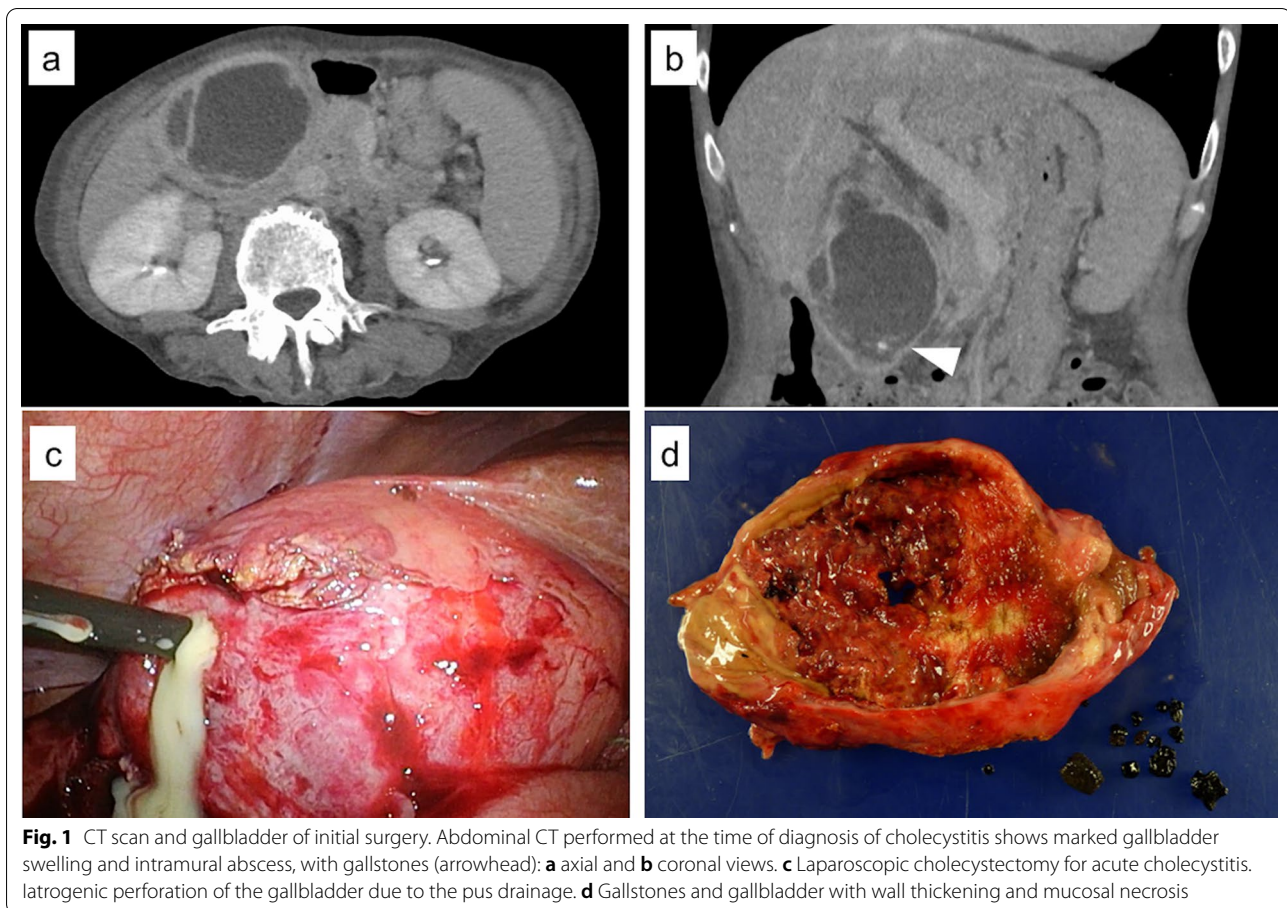 a
b
c
d
Fig. 1 CT scan and gallbladder of initial surgery. Abdominal CT performed at the time of diagnosis of cholecystitis shows marked gallbladder
swelling and intramural abscess, with gallstones (arrowhead): a axial and b coronal views. c Laparoscopic cholecystectomy for acute cholecystitis.
Iatrogenic perforation of the gallbladder due to the pus drainage. d Gallstones and gallbladder with wall thickening and mucosal necrosis